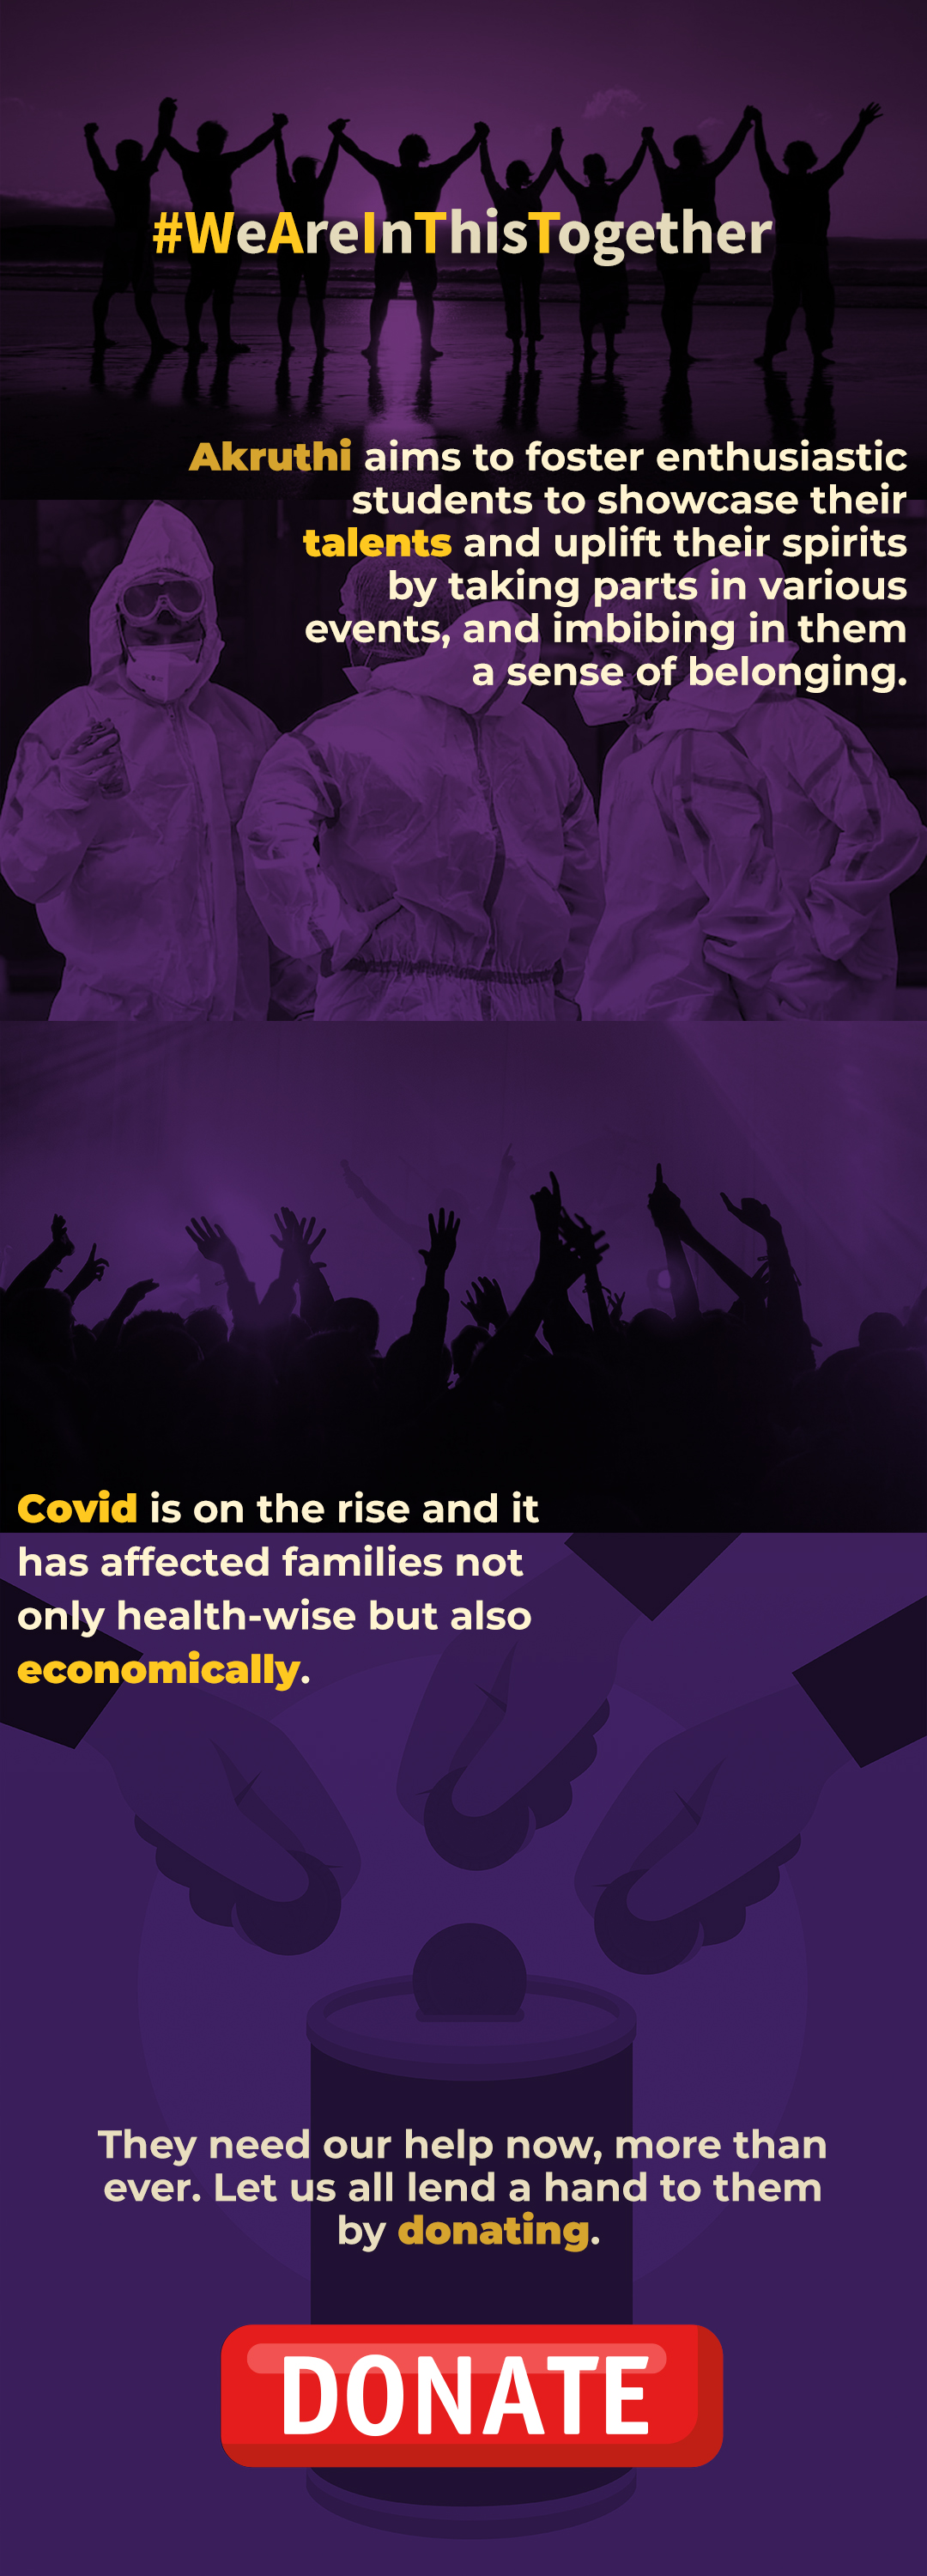 #WeAreInThisTogether
Akruthi aims to foster enthusiastic
students to showcase their
talents and uplift their spirits
by taking parts in various
events, and imbibing in them
a sense of belonging.
Covid is on the rise and it
has affected families not
only health-wise but also
economically.
They need our help now, more than
ever. Let us all lend a hand to them
by donating.
DONATE